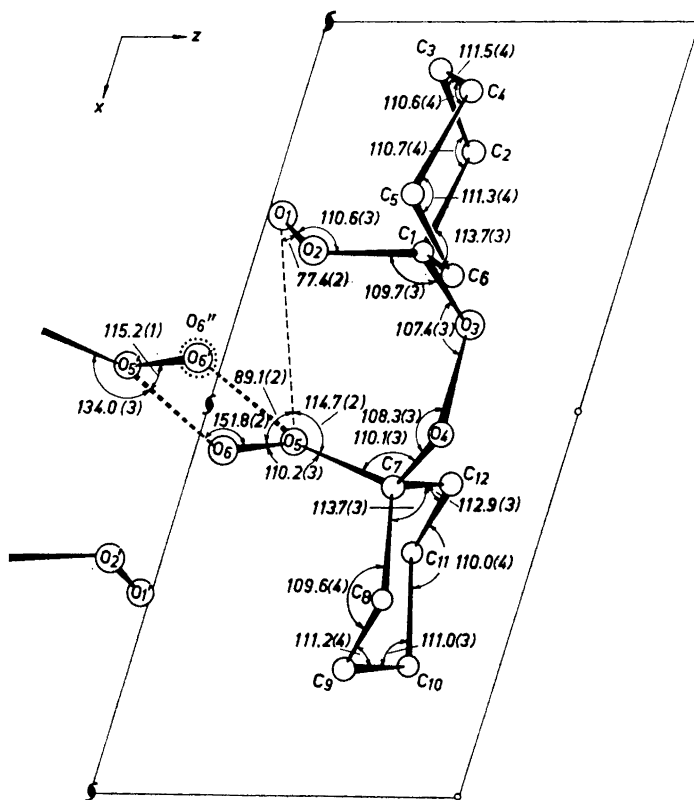 z
x
C3
111.5(4)
110.6(4)
C4
110.7(4)
C2
C5
111.3(4)
O1
110.6(3)
O2
C1
113.7(3)
77.4(2)
109.7(3)
C6
O3
107.4(3)
115.2(1)
O6''
O5'
O6'
89.1(2)
134.0(3)
114.7(2)
108.3(3)
151.8(2)
O5
110.1(3)
O4
O6
110.2(3)
C7
C12
113.7(3)
112.9(3)
O2'
C11
110.0(4)
O1'
109.6(4)
C8
111.2(4)
111.0(3)
C9
C10